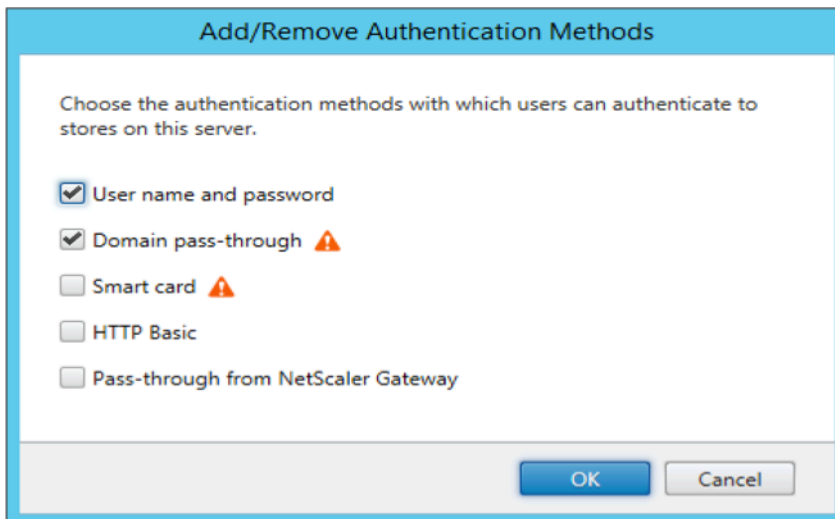 Add/Remove Authentication Methods
Choose the authentication methods with which users can authenticate to
stores on this server.
User name and password
Domain pass-through
Smart card
HTTP Basic
Pass-through from NetScaler Gateway
OK
Cancel